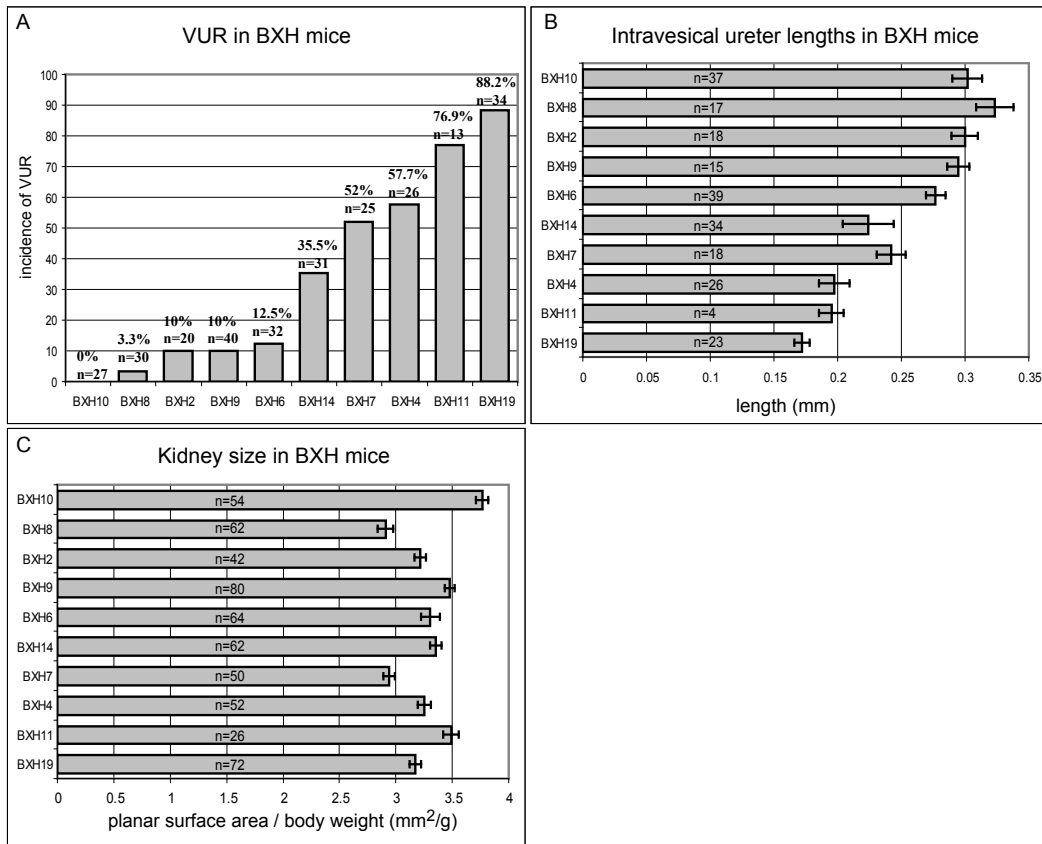 A
VUR in BXH mice
incidence of VUR
100
90
80
70
60
50
40
30
20
10
0
0%
n=27
3.3%
n=30
10%
n=20
10%
n=40
12.5%
n=32
35.5%
n=31
52%
n=25
57.7%
n=26
76.9%
n=13
88.2%
n=34
BXH10 BXH8 BXH2 BXH9 BXH6 BXH14 BXH7 BXH4 BXH11 BXH19
B
Intravesical ureter lengths in BXH mice
BXH10 n=37
BXH8 n=17
BXH2 n=18
BXH9 n=15
BXH6 n=39
BXH14 n=34
BXH7 n=18
BXH4 n=26
BXH11 n=4
BXH19 n=23
0 0.05 0.1 0.15 0.2 0.25 0.3 0.35
length (mm)
C
Kidney size in BXH mice
BXH10 n=54
BXH8 n=62
BXH2 n=42
BXH9 n=80
BXH6 n=64
BXH14 n=62
BXH7 n=50
BXH4 n=52
BXH11 n=26
BXH19 n=72
0 0.5 1 1.5 2 2.5 3 3.5 4
planar surface area / body weight (mm²/g)